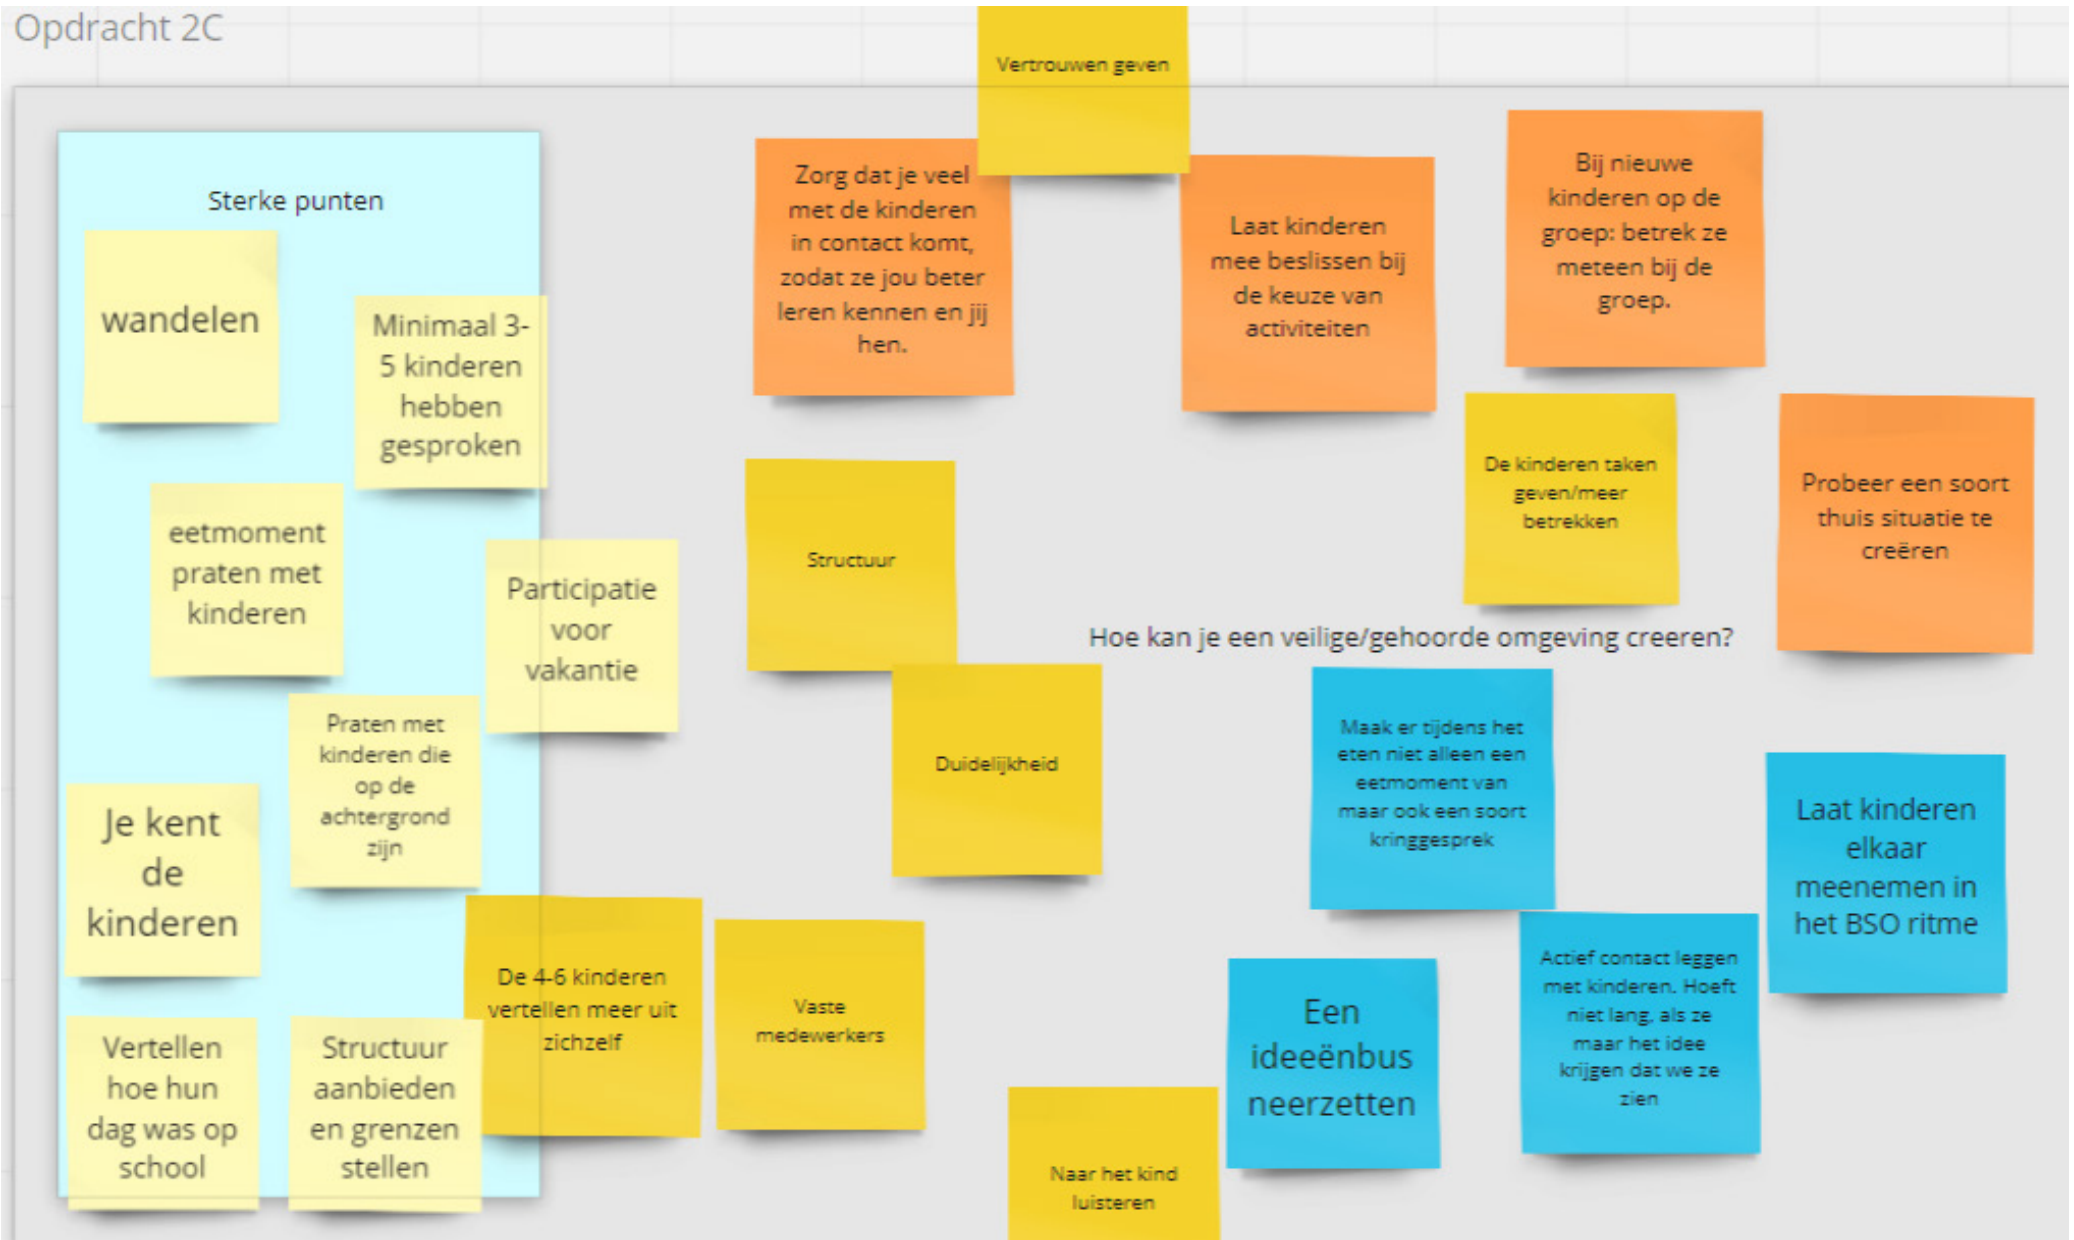 Opdracht 2C
Vertrouwen geven
Sterke punten
wandelen
Minimaal 3-
5 kinderen
hebben
gesproken
eetmoment
praten met
kinderen
Participatie
voor
vakantie
Praten met
kinderen die
op de
achtergrond
zijn
Je kent
de
kinderen
Vertellen
hoe hun
dag was op
school
Structuur
aanbieden
en grenzen
stellen
De 4-6 kinderen
vertellen meer uit
zichzelf
Zorg dat je veel
met de kinderen
in contact komt,
zodat ze jou beter
leren kennen en jij
hen.
Laat kinderen
mee beslissen bij
de keuze van
activiteiten
Bij nieuwe
kinderen op de
groep: betrek ze
meteen bij de
groep.
De kinderen taken
geven/meer
betrekken
Probeer een soort
thuis situatie te
creëren
Structuur
Duidelijkheid
Vaste
medewerkers
Hoe kan je een veilige/gehoorde omgeving creeren?
Maak er tijdens het
eten niet alleen een
eetmoment van
maar ook een soort
kringgesprek
Laat kinderen
elkaar
meenemen in
het BSO ritme
Een
ideeënbus
neerzetten
Actief contact leggen
met kinderen. Hoeft
niet lang, als ze
maar het idee
krijgen dat we ze
zien
Naar het kind
luisteren